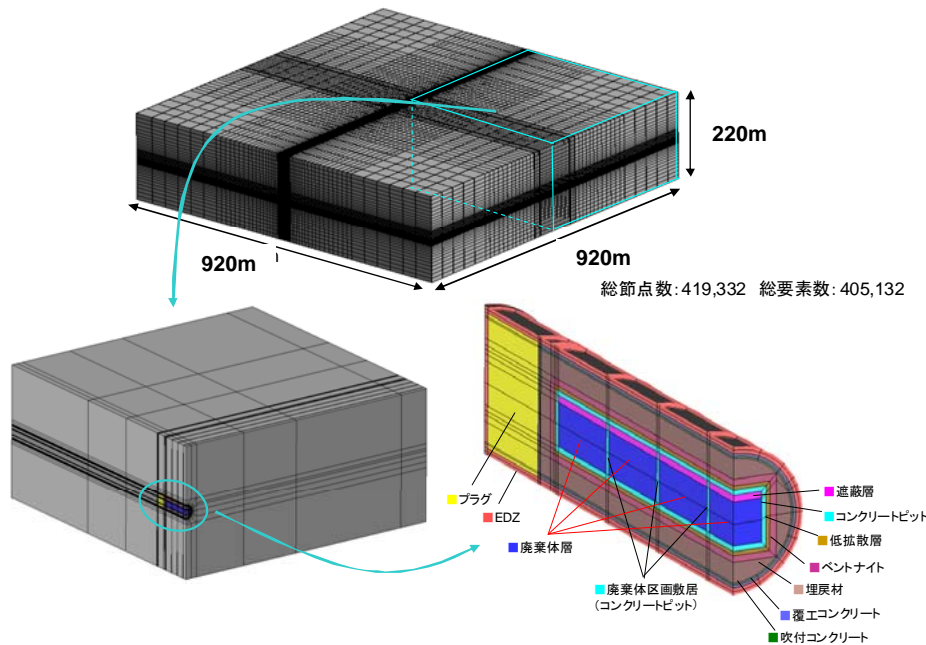 220m
920m
920m
総節点数:419,332 総要素数:405,132
プラグ
EDZ
廃棄体層
廃棄体区画敷居
(コンクリートピット)
遮蔽層
コンクリートピット
低拡散層
ベントナイト
埋戻材
覆工コンクリート
吹付コンクリート